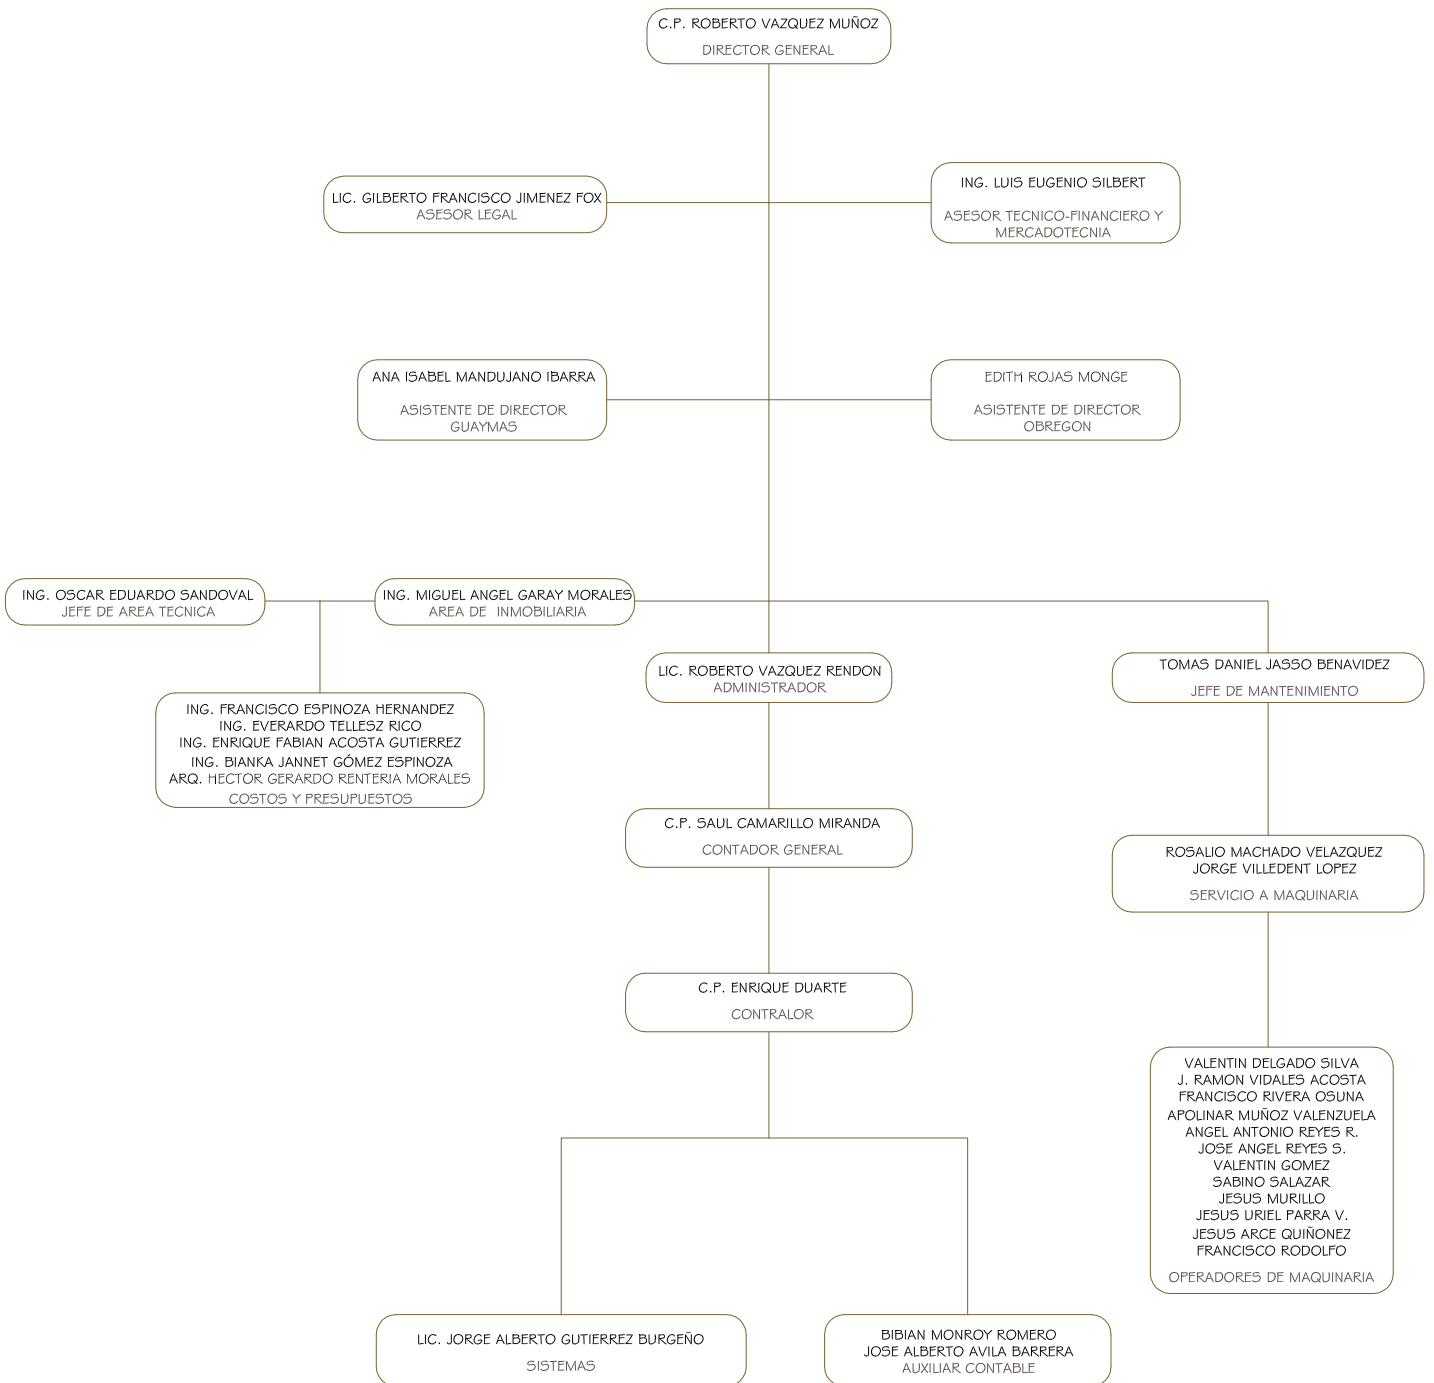 C.P. ROBERTO VAZQUEZ MUÑOZ
DIRECTOR GENERAL
LIC. GILBERTO FRANCISCO JIMENEZ FOX
ASESOR LEGAL
ING. LUIS EUGENIO SILBERT
ASESOR TECNICO-FINANCIERO Y
MERCADOTECNIA
ANA ISABEL MANDUJANO IBARRA
ASISTENTE DE DIRECTOR
GUAYMAS
EDITH ROJAS MONGE
ASISTENTE DE DIRECTOR
OBREGON
ING. OSCAR EDUARDO SANDOVAL
JEFE DE AREA TECNICA
ING. MIGUEL ANGEL GARAY MORALES
AREA DE INMOBILIARIA
LIC. ROBERTO VAZQUEZ RENDON
ADMINISTRADOR
TOMAS DANIEL JASSO BENAVIDEZ
JEFE DE MANTENIMIENTO
ING. FRANCISCO ESPINOZA HERNANDEZ
ING. EVERARDO TELLESZ RICO
ING. ENRIQUE FABIAN ACOSTA GUTIERREZ
ING. BIANKA JANNET GÓMEZ ESPINOZA
ARQ. HECTOR GERARDO RENTERIA MORALES
COSTOS Y PRESUPUESTOS
C.P. SAUL CAMARILLO MIRANDA
CONTADOR GENERAL
ROSALIO MACHADO VELAZQUEZ
JORGE VILLEDENT LOPEZ
SERVICIO A MAQUINARIA
C.P. ENRIQUE DUARTE
CONTRALOR
VALENTIN DELGADO SILVA
J. RAMON VIDALES ACOSTA
FRANCISCO RIVERA OSUNA
APOLINAR MUÑOZ VALENZUELA
ANGEL ANTONIO REYES R.
JOSE ANGEL REYES S.
VALENTIN GOMEZ
SABINO SALAZAR
JESUS MURILLO
JESUS URIEL PARRA V.
JESUS ARCE QUIÑONEZ
FRANCISCO RODOLFO
OPERADORES DE MAQUINARIA
LIC. JORGE ALBERTO GUTIERREZ BURGEÑO
SISTEMAS
BIBIAN MONROY ROMERO
JOSE ALBERTO AVILA BARRERA
AUXILIAR CONTABLE